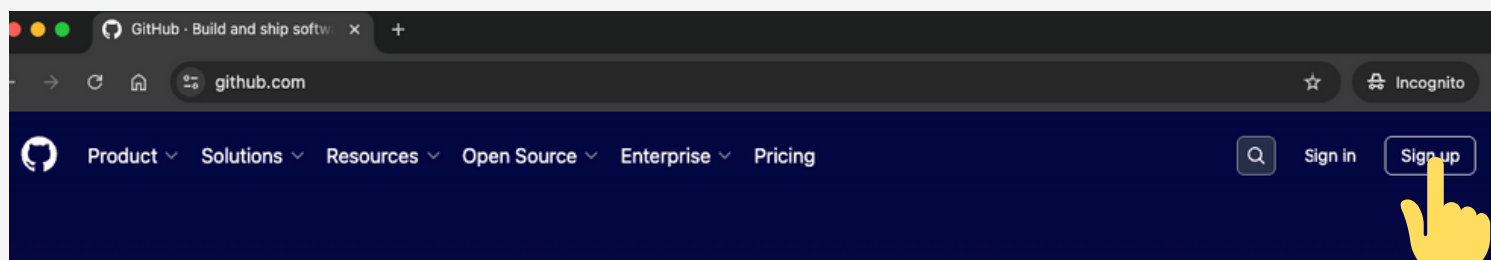 GitHub · Build and ship softw
github.com
Incognito
Product Solutions Resources Open Source Enterprise Pricing Sign in Sign up